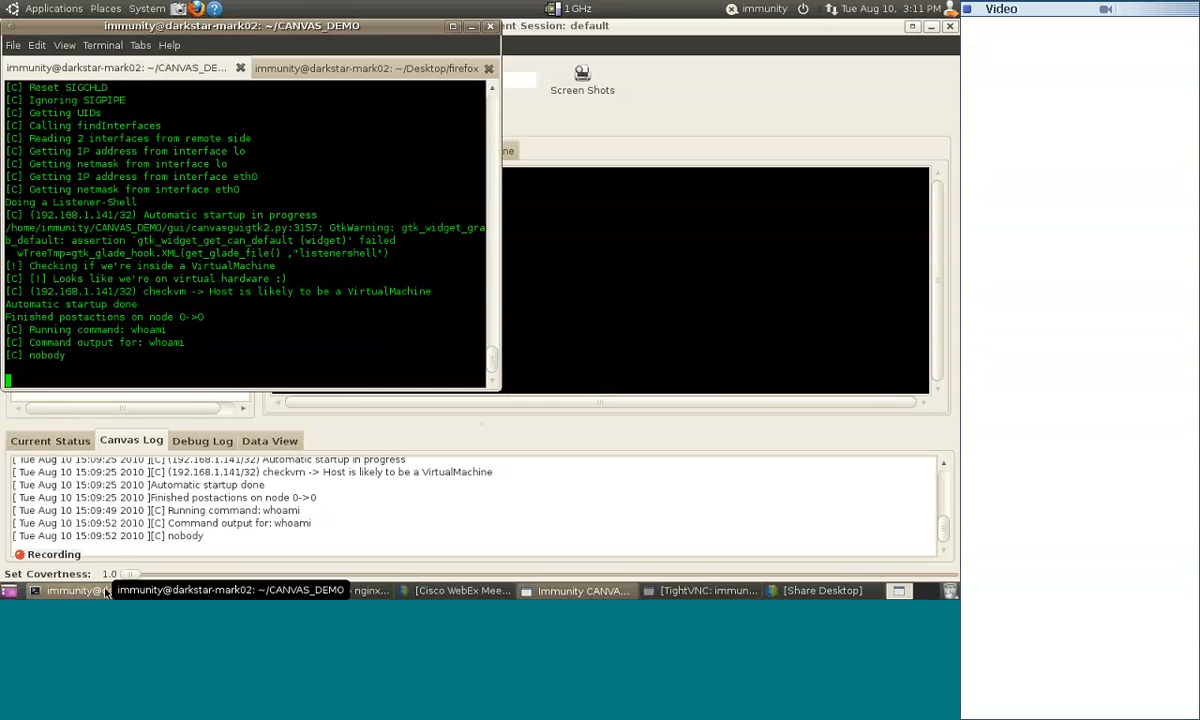 Applications Places System
1 GHz
immunity
Tue Aug 10, 3:11 PM
Video
immunity@darkstar-mark02: ~/CANVAS_DEMO
ent Session: default
File Edit View Terminal Tabs Help
immunity@darkstar-mark02: ~/CANVAS_DE...
immunity@darkstar-mark02: ~/Desktop/firefox
Screen Shots
[C] Reset SIGCHLD
[C] Ignoring SIGPIPE
[C] Getting UIDs
[C] Calling findInterfaces
[C] Reading 2 interfaces from remote side
[C] Getting IP address from interface lo
ne
[C] Getting netmask from interface lo
[C] Getting IP address from interface eth0
[C] Getting netmask from interface eth0
Doing a Listener-Shell
[C] (192.168.1.141/32) Automatic startup in progress
/home/immunity/CANVAS_DEMO/gui/canvasguigtk2.py:3157: GtkWarning: gtk_widget_gra
b_default: assertion `gtk_widget_get_can_default (widget)' failed
wTreeTmp=gtk_glade_hook.XML(get_glade_file() ,"listenershell")
[!] Checking if we're inside a VirtualMachine
[C] [!] Looks like we're on virtual hardware :)
[C] (192.168.1.141/32) checkvm -> Host is likely to be a VirtualMachine
Automatic startup done
Finished postactions on node 0->0
[C] Running command: whoami
[C] Command output for: whoami
[C] nobody
Current Status Canvas Log Debug Log Data View
[ Tue Aug 10 15:09:25 2010 ][C] (192.168.1.141/32) Automatic startup in progress
[ Tue Aug 10 15:09:25 2010 ][C] (192.168.1.141/32) checkvm -> Host is likely to be a VirtualMachine
[ Tue Aug 10 15:09:25 2010 ]Automatic startup done
[ Tue Aug 10 15:09:25 2010 ]Finished postactions on node 0->0
[ Tue Aug 10 15:09:49 2010 ][C] Running command: whoami
[ Tue Aug 10 15:09:52 2010 ][C] Command output for: whoami
[ Tue Aug 10 15:09:52 2010 ][C] nobody
Recording
Set Covertness: 1.0
immunity@d
immunity@darkstar-mark02: ~/CANVAS_DEMO
nginx...
[Cisco WebEx Mee...
Immunity CANVA...
[TightVNC: immun...
[Share Desktop]